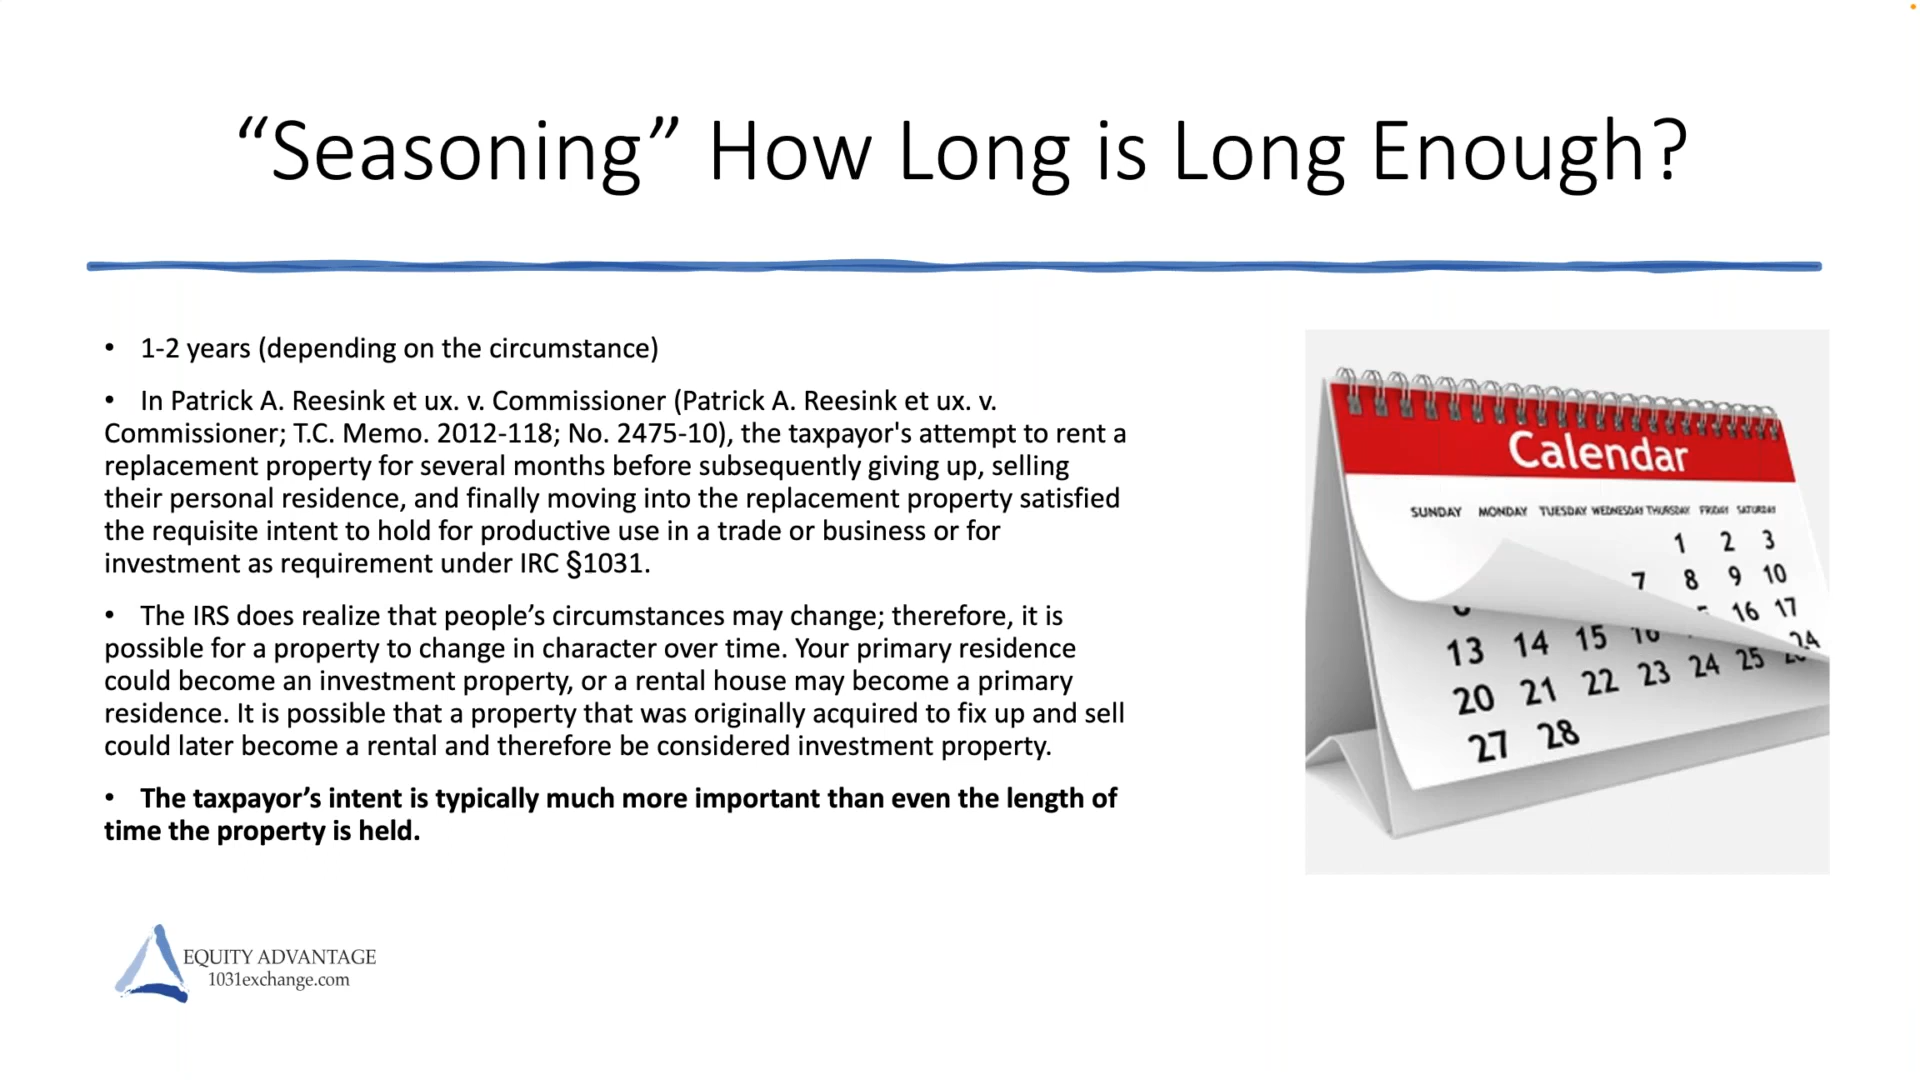 “Seasoning” How Long is Long Enough?
• 1-2 years (depending on the circumstance)
• In Patrick A. Reesink et ux. v. Commissioner (Patrick A. Reesink et ux. v.
Commissioner; T.C. Memo. 2012-118; No. 2475-10), the taxpayer's attempt to rent a
replacement property for several months before subsequently giving up, selling
their personal residence, and finally moving into the replacement property satisfied
the requisite intent to hold for productive use in a trade or business or for
investment as requirement under IRC §1031.
• The IRS does realize that people’s circumstances may change; therefore, it is
possible for a property to change in character over time. Your primary residence
could become an investment property, or a rental house may become a primary
residence. It is possible that a property that was originally acquired to fix up and sell
could later become a rental and therefore be considered investment property.
• The taxpayer’s intent is typically much more important than even the length of
time the property is held.
Calendar
SUNDAY MONDAY TUESDAY WEDNESDAY THURSDAY FRIDAY SATURDAY
1 2 3
7 8 9 10
16 17
13 14 15 24
20 21 22 23 24 25
27 28
EQUITY ADVANTAGE
1031exchange.com